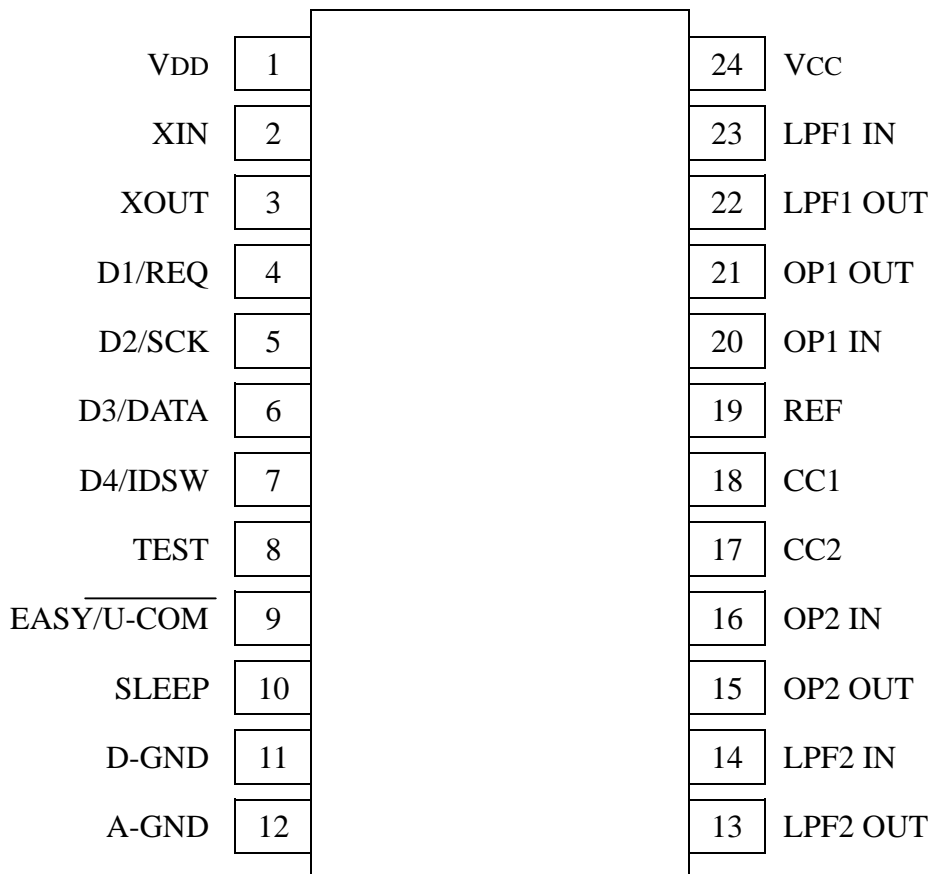 VDD 1 24 VCC
XIN 2 23 LPF1 IN
XOUT 3 22 LPF1 OUT
D1/REQ 4 21 OP1 OUT
D2/SCK 5 20 OP1 IN
D3/DATA 6 19 REF
D4/IDSW 7 18 CC1
TEST 8 17 CC2
EASY/U-COM 9 16 OP2 IN
SLEEP 10 15 OP2 OUT
D-GND 11 14 LPF2 IN
A-GND 12 13 LPF2 OUT